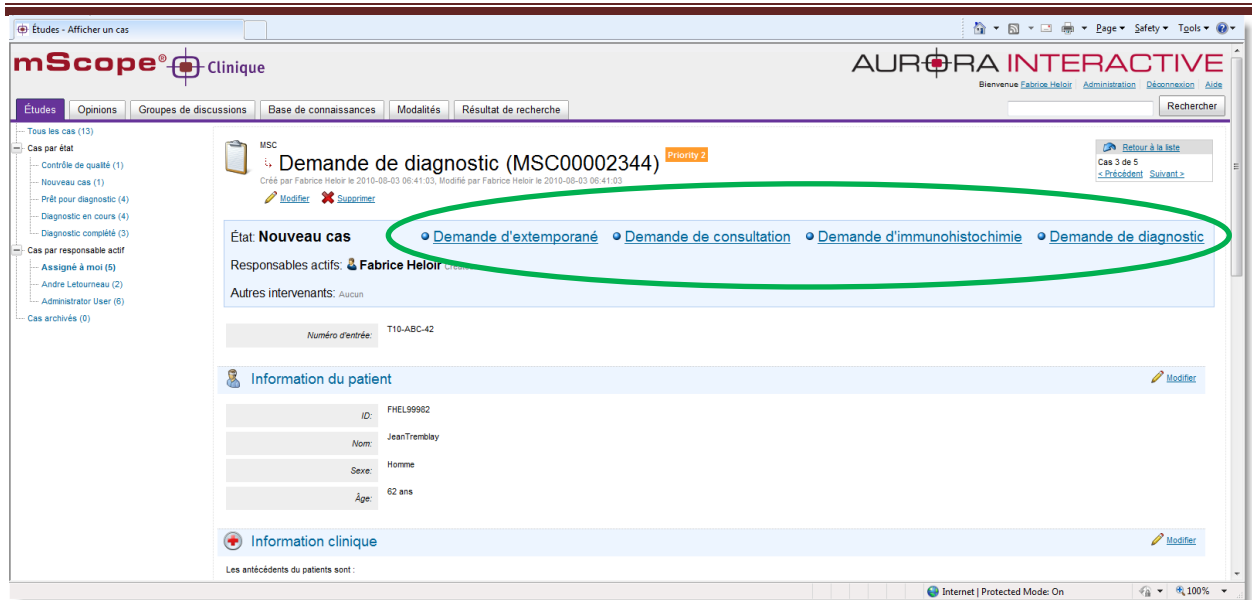 Études - Afficher un cas
Page Safety Tools
mScope® Clinique
AURORA INTERACTIVE
Bienvenue Fabrice Heloir Administration Déconnexion Aide
Études Opinions Groupes de discussions Base de connaissances Modalités Résultat de recherche Rechercher
Tous les cas (13)
Cas par état
Contrôle de qualité (1)
Nouveau cas (1)
Prêt pour diagnostic (4)
Diagnostic en cours (4)
Diagnostic complété (3)
Cas par responsable actif
Assigné à moi (5)
Andre Letourneau (2)
Administrator User (6)
Cas archivés (0)
MSC
Demande de diagnostic (MSC00002344) Priority 2
Créé par Fabrice Heloir le 2010-08-03 06:41:03, Modifié par Fabrice Heloir le 2010-08-03 06:41:03
Modifier Supprimer
Retour à la liste
Cas 3 de 5
< Précédent Suivant >
État: Nouveau cas Demande d'extemporané Demande de consultation Demande d'immunohistochimie Demande de diagnostic
Responsables actifs: Fabrice Heloir
Autres intervenants: Aucun
Numéro d'entrée: T10-ABC-42
Information du patient Modifier
ID: FHEL99982
Nom: JeanTremblay
Sexe: Homme
Âge: 62 ans
Information clinique Modifier
Les antécédents du patients sont :
Internet | Protected Mode: On 100%